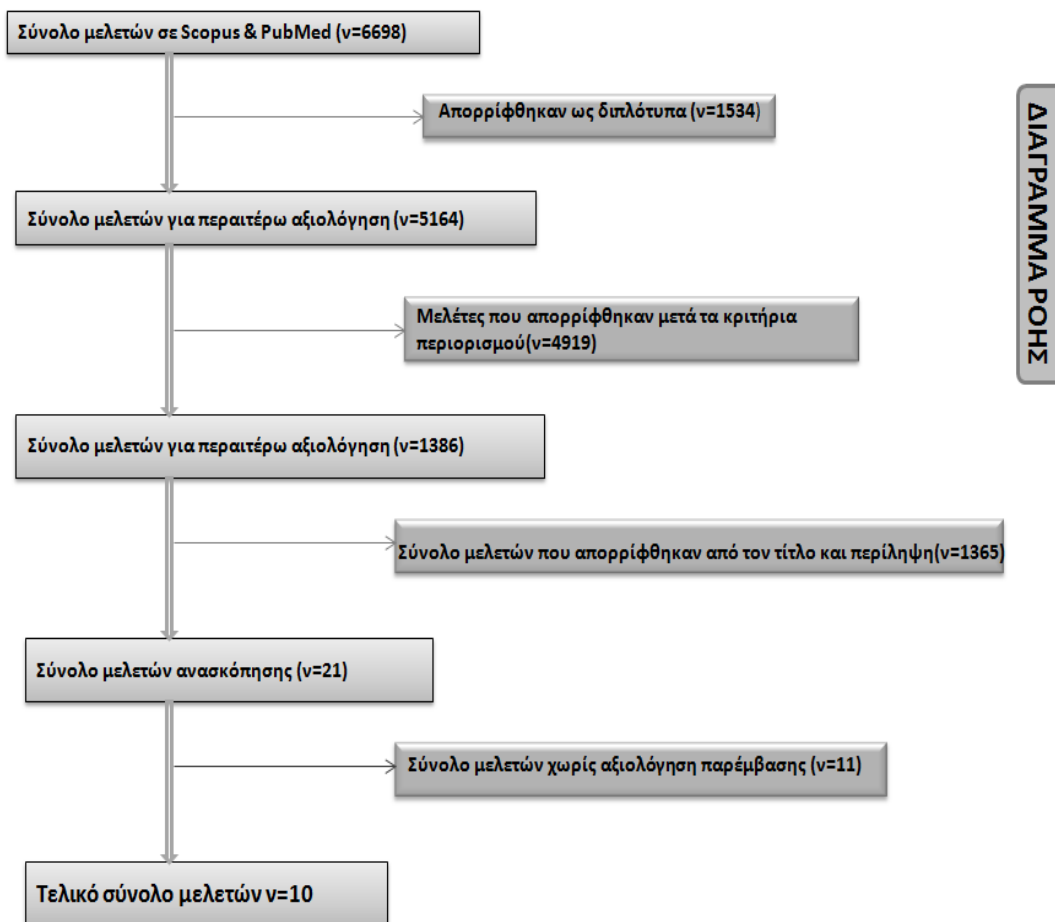 Σύνολο μελετών σε Scopus & PubMed (ν=6698)
Απορρίφθηκαν ως διπλότυπα (ν=1534)
ΔΙΑΓΡΑΜΜΑ ΡΟΗΣ
Σύνολο μελετών για περαιτέρω αξιολόγηση (ν=5164)
Μελέτες που απορρίφθηκαν μετά τα κριτήρια
περιορισμού(ν=4919)
Σύνολο μελετών για περαιτέρω αξιολόγηση (ν=1386)
Σύνολο μελετών που απορρίφθηκαν από τον τίτλο και περίληψη(ν=1365)
Σύνολο μελετών ανασκόπησης (ν=21)
Σύνολο μελετών χωρίς αξιολόγηση παρέμβασης (ν=11)
Τελικό σύνολο μελετών ν=10